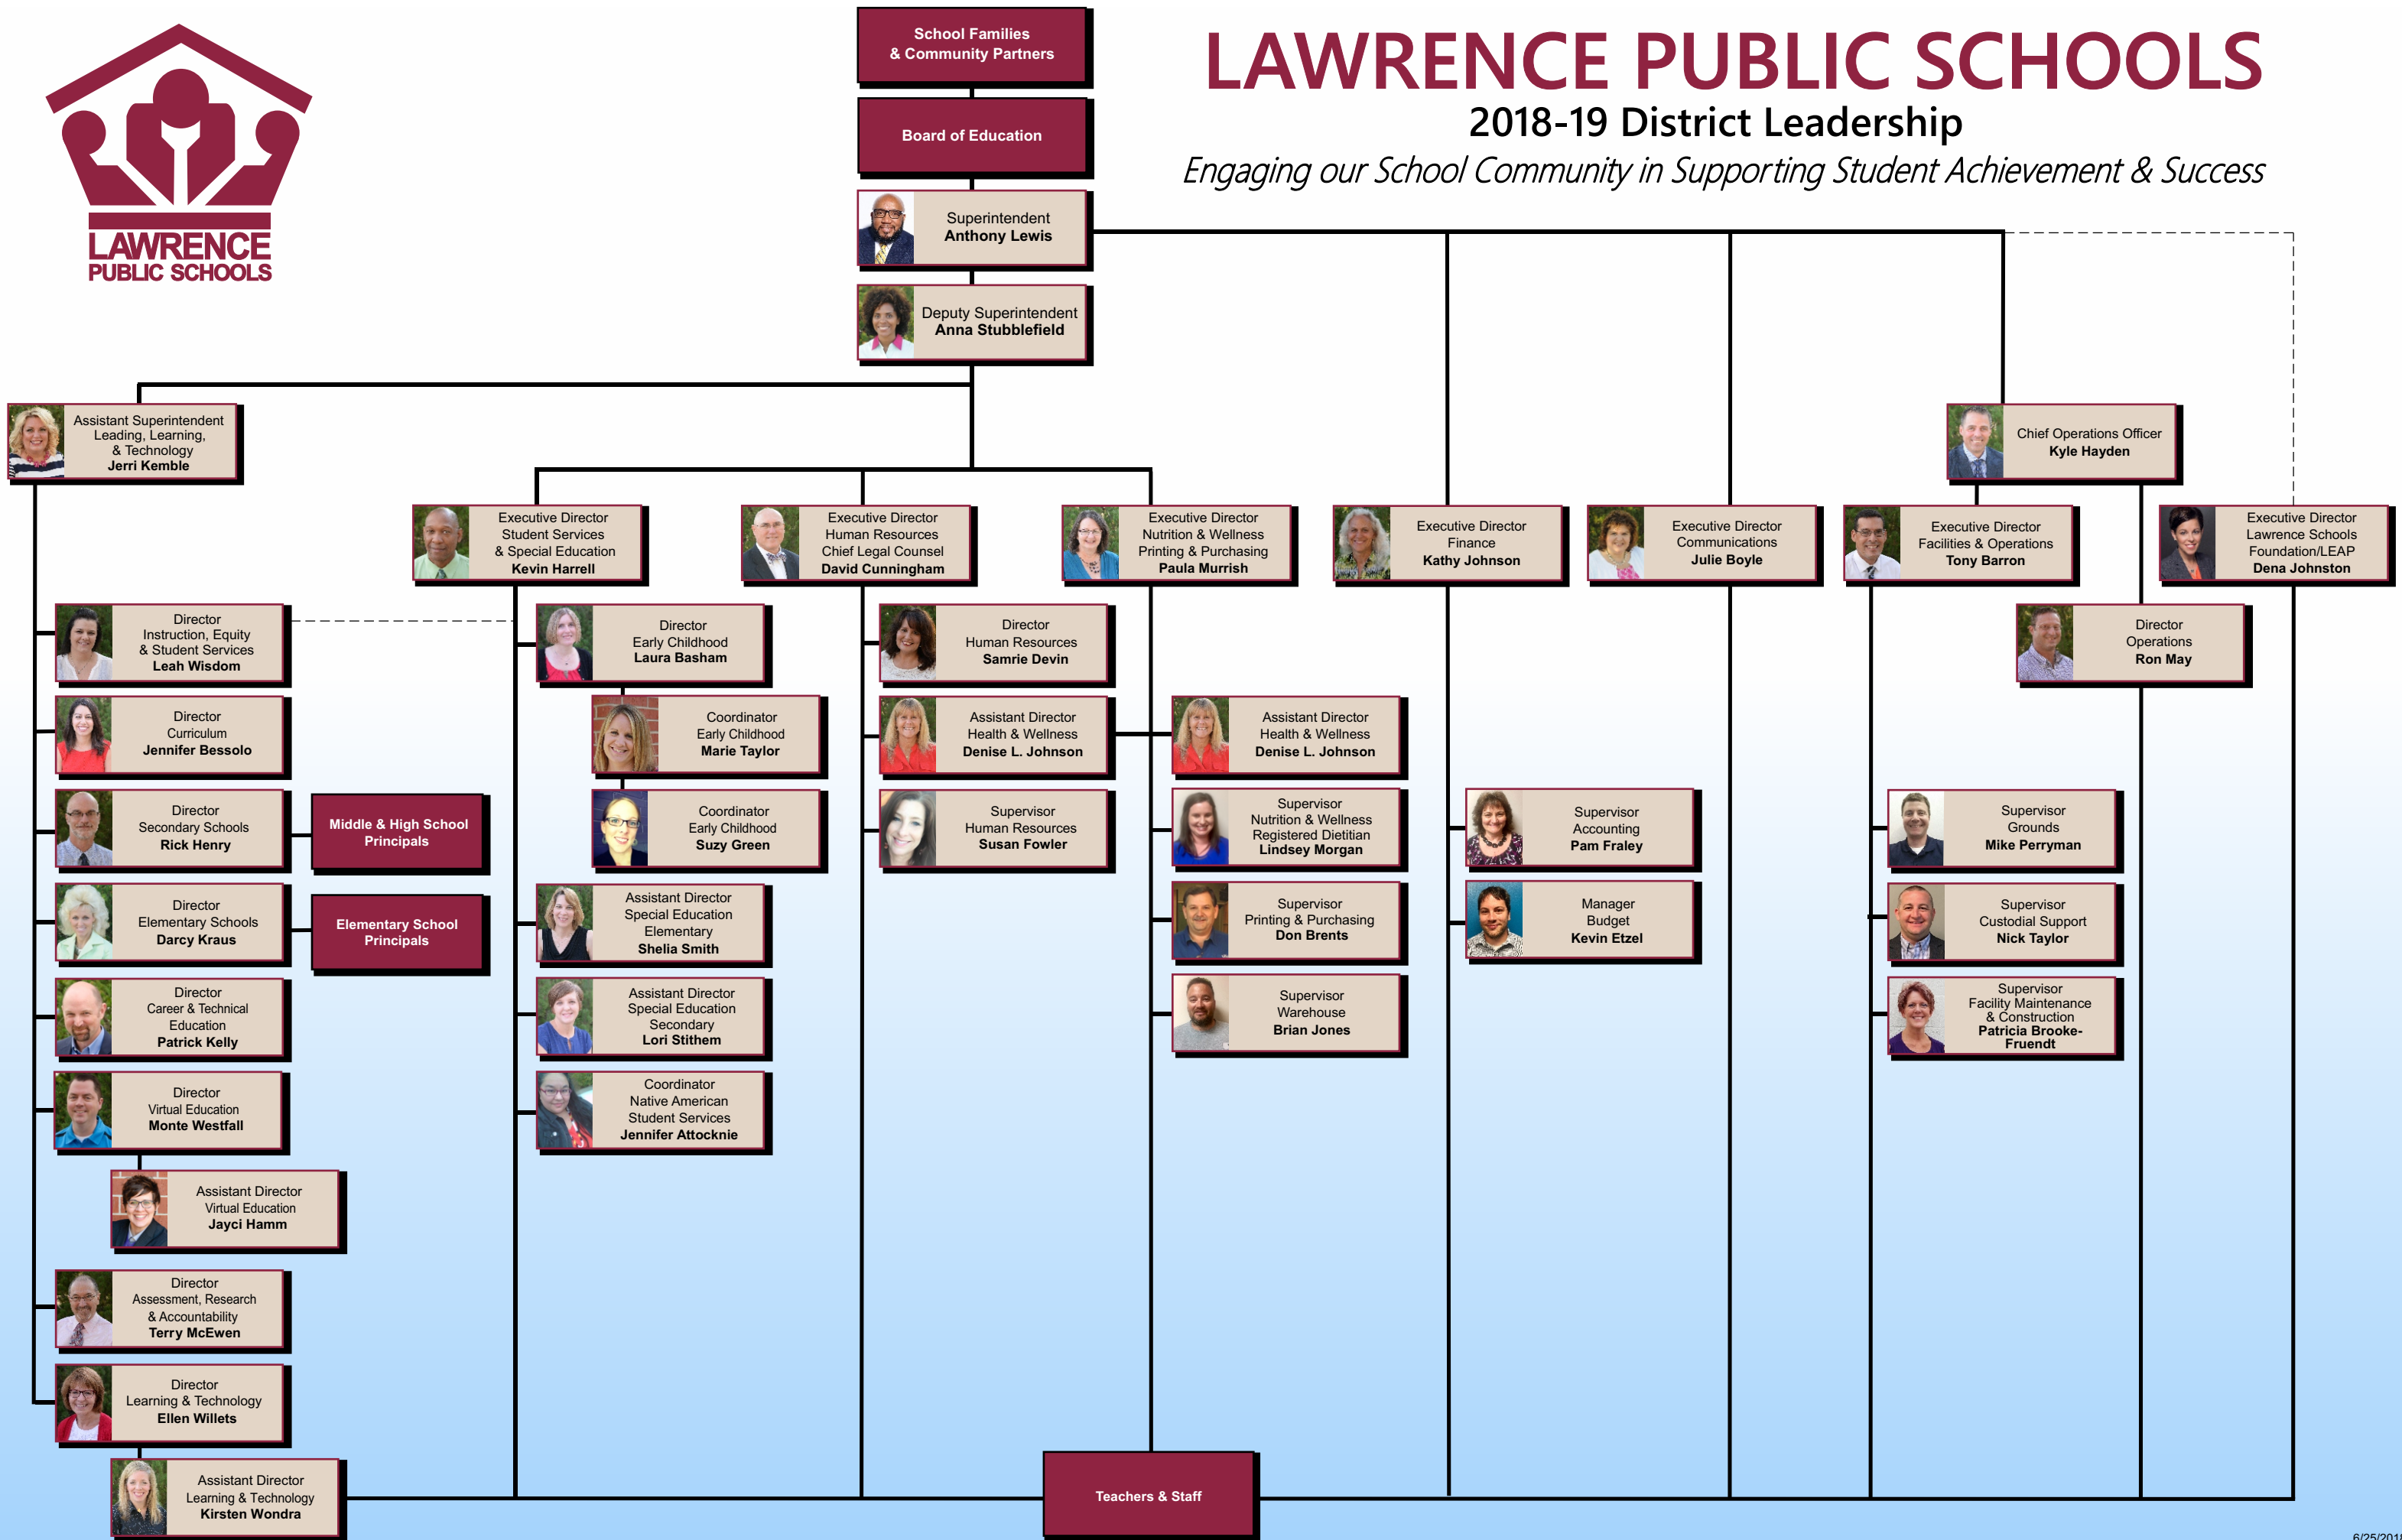 School Families
& Community Partners
LAWRENCE PUBLIC SCHOOLS
2018-19 District Leadership
Engaging our School Community in Supporting Student Achievement & Success
Board of Education
LAWRENCE
PUBLIC SCHOOLS
Superintendent
Anthony Lewis
Deputy Superintendent
Anna Stubblefield
Assistant Superintendent
Leading, Learning,
& Technology
Jerri Kemble
Chief Operations Officer
Kyle Hayden
Executive Director
Student Services
& Special Education
Kevin Harrell
Executive Director
Human Resources
Chief Legal Counsel
David Cunningham
Executive Director
Nutrition & Wellness
Printing & Purchasing
Paula Murrish
Executive Director
Finance
Kathy Johnson
Executive Director
Communications
Julie Boyle
Executive Director
Facilities & Operations
Tony Barron
Executive Director
Lawrence Schools
Foundation/LEAP
Dena Johnston
Director
Instruction, Equity
& Student Services
Leah Wisdom
Director
Curriculum
Jennifer Bessolo
Director
Secondary Schools
Rick Henry
Middle & High School
Principals
Director
Elementary Schools
Darcy Kraus
Elementary School
Principals
Director
Career & Technical
Education
Patrick Kelly
Director
Virtual Education
Monte Westfall
Assistant Director
Virtual Education
Jayci Hamm
Director
Assessment, Research
& Accountability
Terry McEwen
Director
Learning & Technology
Ellen Willets
Assistant Director
Learning & Technology
Kirsten Wondra
Director
Early Childhood
Laura Basham
Coordinator
Early Childhood
Marie Taylor
Coordinator
Early Childhood
Suzy Green
Assistant Director
Special Education
Elementary
Shelia Smith
Assistant Director
Special Education
Secondary
Lori Stithem
Coordinator
Native American
Student Services
Jennifer Attocknie
Director
Human Resources
Samrie Devin
Assistant Director
Health & Wellness
Denise L. Johnson
Supervisor
Human Resources
Susan Fowler
Assistant Director
Health & Wellness
Denise L. Johnson
Supervisor
Nutrition & Wellness
Registered Dietitian
Lindsey Morgan
Supervisor
Printing & Purchasing
Don Brents
Supervisor
Warehouse
Brian Jones
Supervisor
Accounting
Pam Fraley
Manager
Budget
Kevin Etzel
Director
Operations
Ron May
Supervisor
Grounds
Mike Perryman
Supervisor
Custodial Support
Nick Taylor
Supervisor
Facility Maintenance
& Construction
Patricia Brooke-
Fruendt
Teachers & Staff
6/25/2018